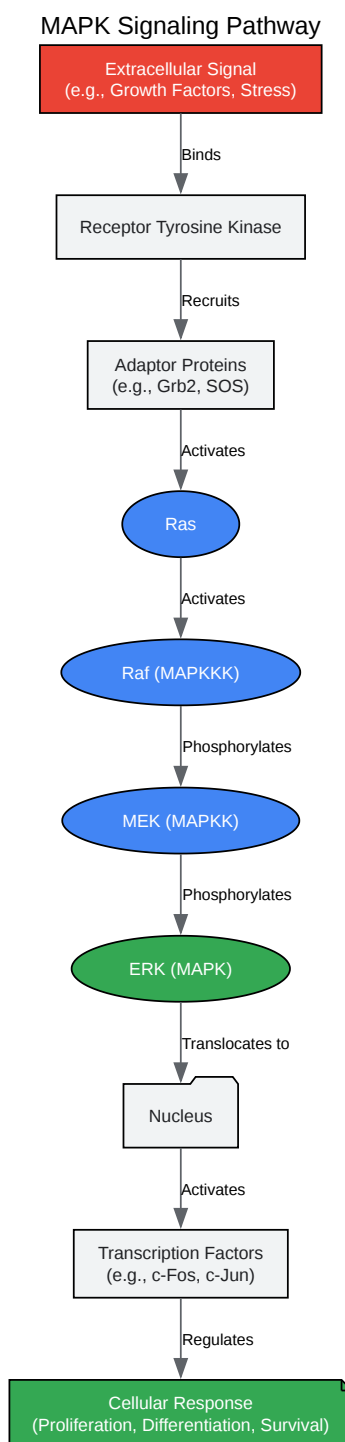 MAPK Signaling Pathway
Extracellular Signal
(e.g., Growth Factors, Stress)
Binds
Receptor Tyrosine Kinase
Recruits
Adaptor Proteins
(e.g., Grb2, SOS)
Activates
Ras
Activates
Raf (MAPKKK)
Phosphorylates
MEK (MAPKK)
Phosphorylates
ERK (MAPK)
Translocates to
Nucleus
Activates
Transcription Factors
(e.g., c-Fos, c-Jun)
Regulates
Cellular Response
(Proliferation, Differentiation, Survival)